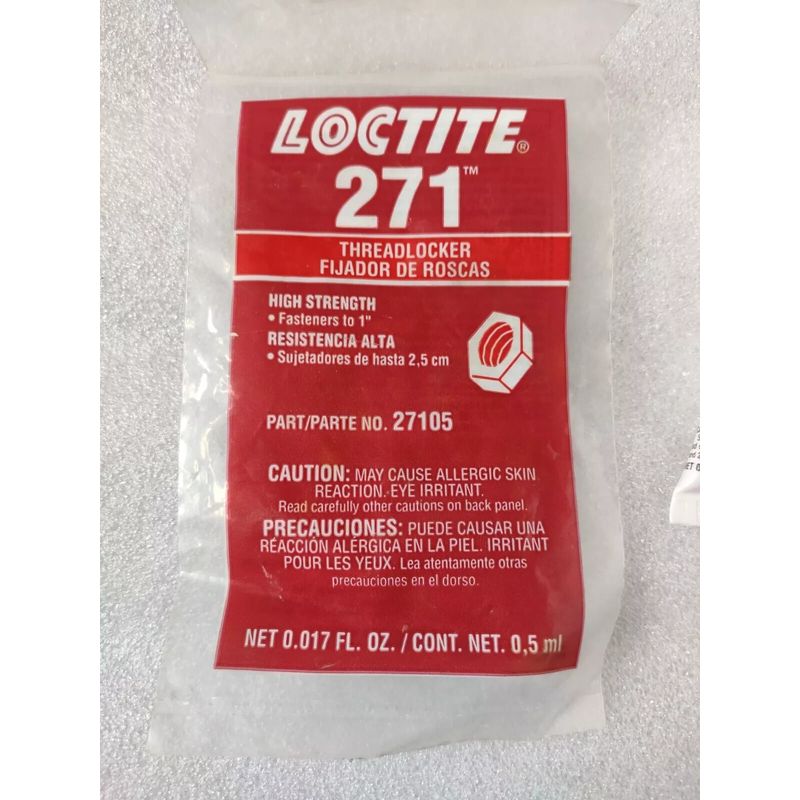 LOCTITE®
271™
THREADLOCKER
FIJADOR DE ROSCAS
HIGH STRENGTH
• Fasteners to 1"
RESISTENCIA ALTA
• Sujetadores de hasta 2,5 cm
PART/PARTE NO. 27105
CAUTION: MAY CAUSE ALLERGIC SKIN
REACTION. EYE IRRITANT.
Read carefully other cautions on back panel.
PRECAUCIONES: PUEDE CAUSAR UNA
RÉACCIÓN ALÉRGICA EN LA PIEL. IRRITANT
POUR LES YEUX. Lea atentamente otras
precauciones en el dorso.
NET 0.017 FL. OZ. / CONT. NET. 0,5 ml